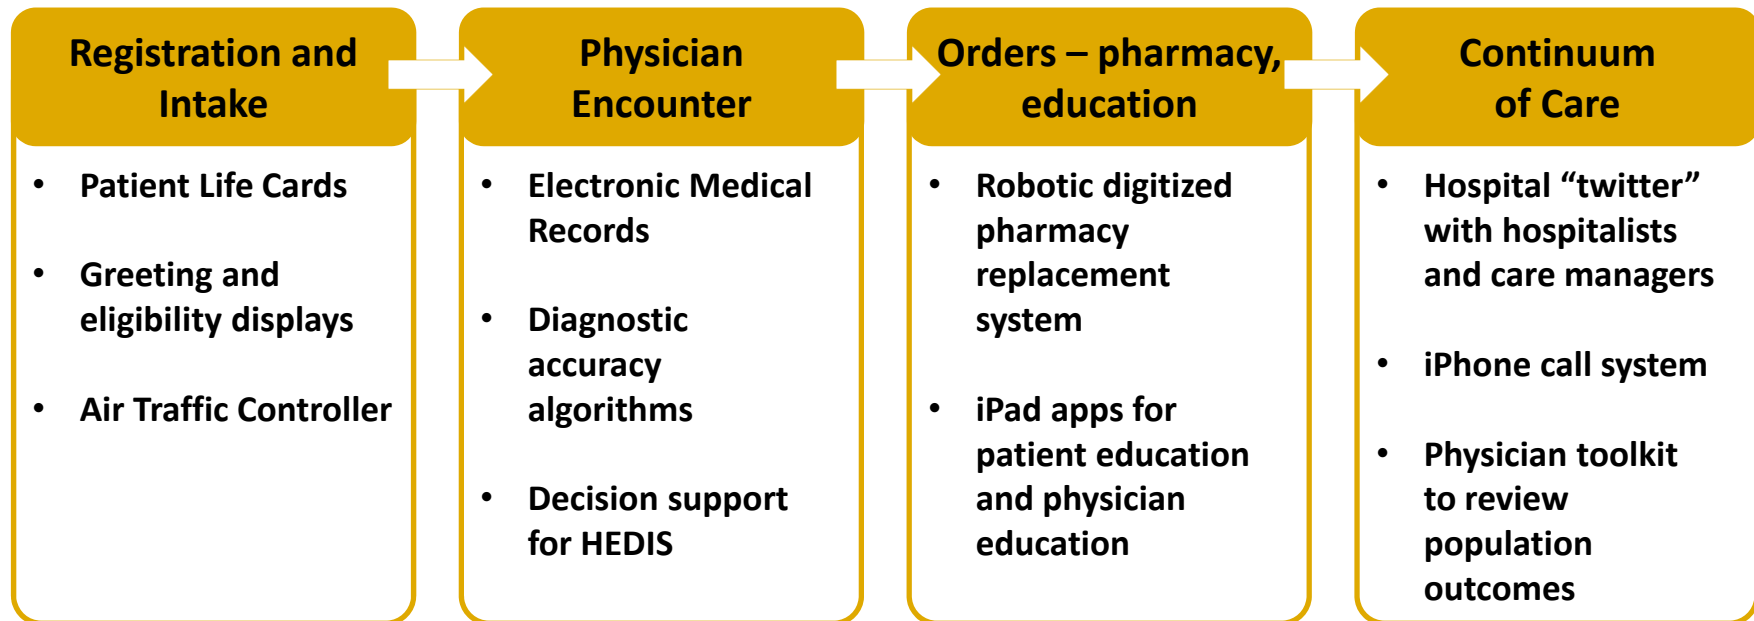 Registration and
Intake
• Patient Life Cards
• Greeting and
eligibility displays
• Air Traffic Controller
Physician
Encounter
• Electronic Medical
Records
• Diagnostic
accuracy
algorithms
• Decision support
for HEDIS
Orders – pharmacy,
education
• Robotic digitized
pharmacy
replacement
system
• iPad apps for
patient education
and physician
education
Continuum
of Care
• Hospital “twitter”
with hospitalists
and care managers
• iPhone call system
• Physician toolkit
to review
population
outcomes